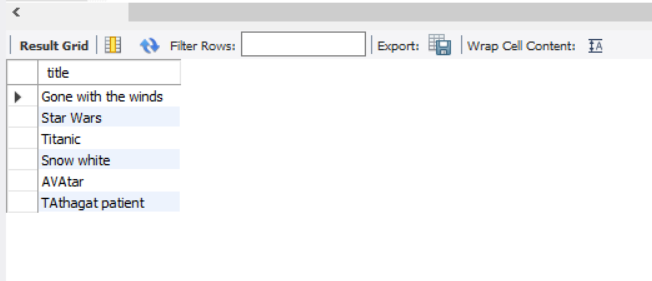 Result Grid Filter Rows: Export: Wrap Cell Content:
title
Gone with the winds
Star Wars
Titanic
Snow white
AVAtar
TAthagat patient